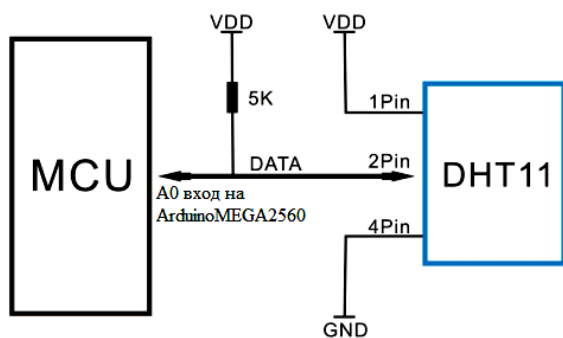 VDD
VDD
5K
1Pin
MCU
DATA
2Pin
DHT11
A0 вход на
ArduinoMEGA2560
4Pin
GND